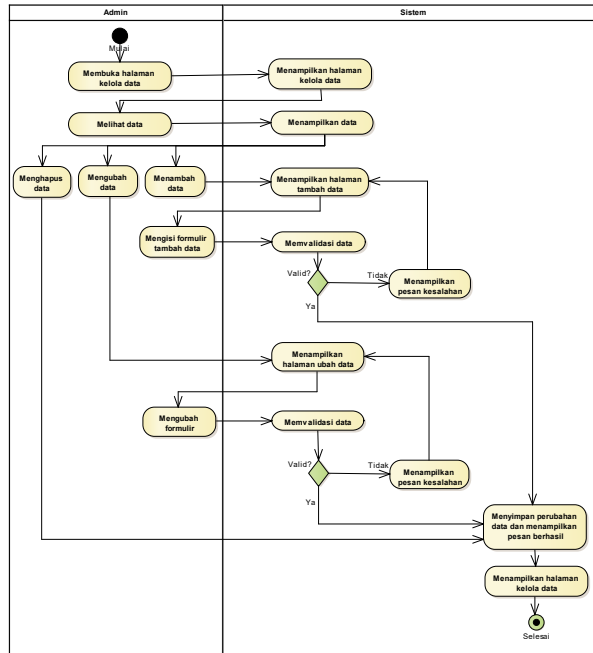 Admin
Sistem
Mulai
Membuka halaman
kelola data
Menampilkan halaman
kelola data
Melihat data
Menampilkan data
Menghapus
data
Mengubah
data
Menambah
data
Menampilkan halaman
tambah data
Mengisi formulir
tambah data
Memvalidasi data
Valid?
Tidak
Menampilkan
pesan kesalahan
Ya
Menampilkan
halaman ubah data
Mengubah
formulir
Memvalidasi data
Valid?
Tidak
Menampilkan
pesan kesalahan
Ya
Menyimpan perubahan
data dan menampilkan
pesan berhasil
Menampilkan halaman
kelola data
Selesai